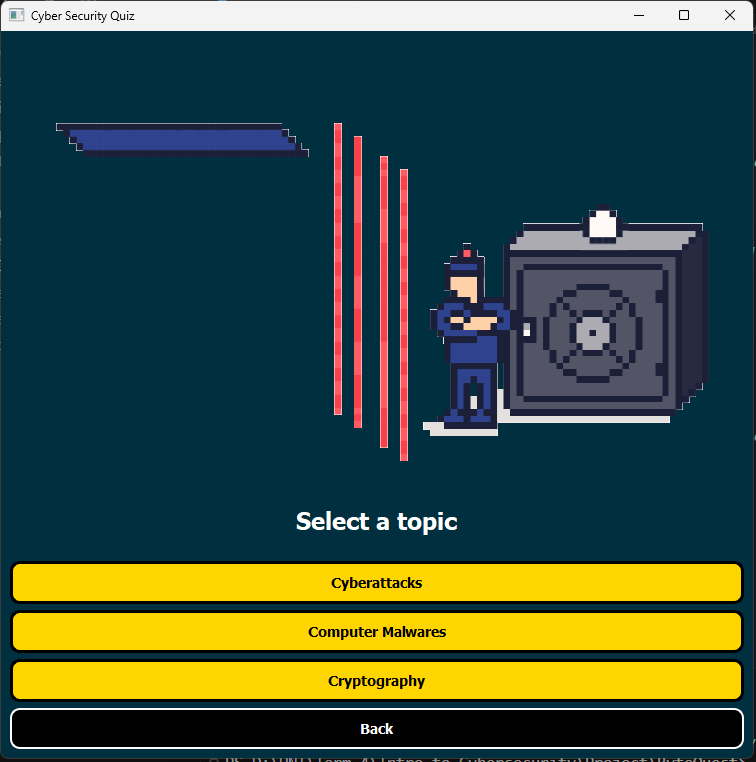 Cyber Security Quiz
Select a topic
Cyberattacks
Computer Malwares
Cryptography
Back